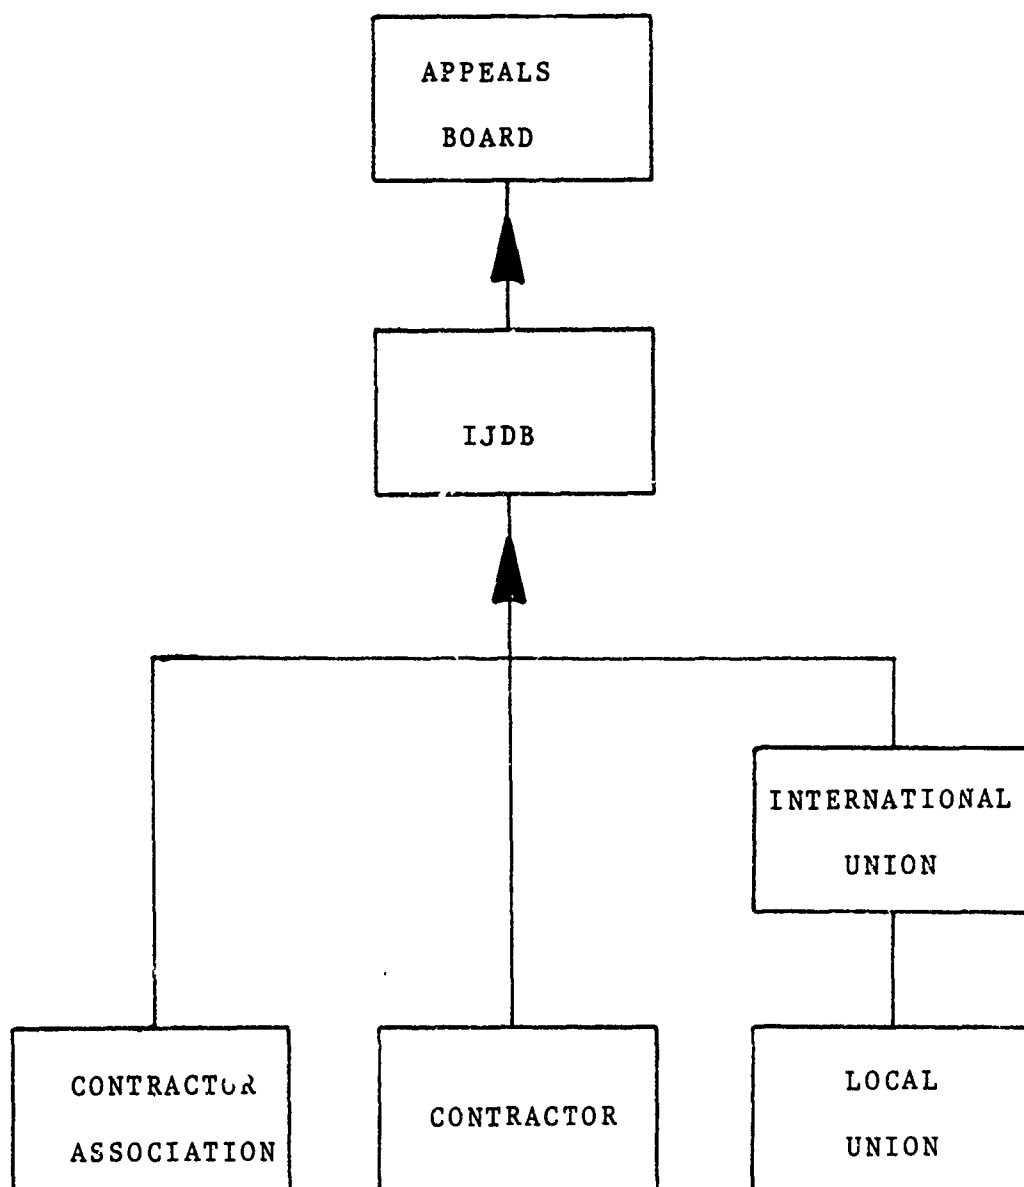 APPEALS
BOARD
IJDB
INTERNATIONAL
UNION
CONTRACTOR
ASSOCIATION
CONTRACTOR
LOCAL
UNION